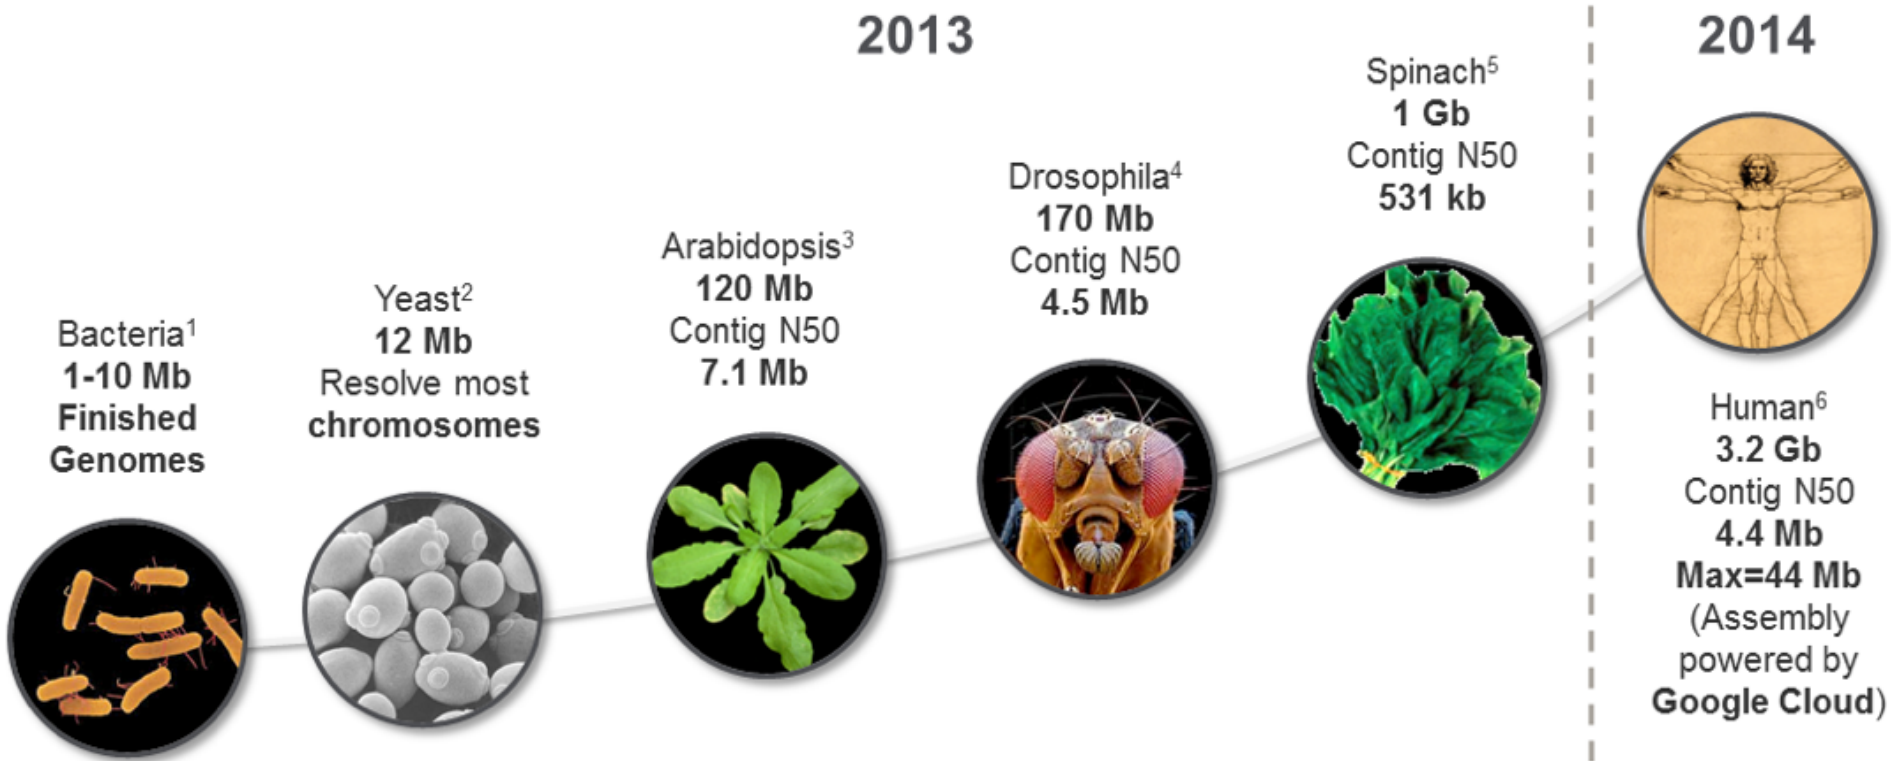 2013
2014
Bacteria¹
1-10 Mb
Finished
Genomes
Yeast²
12 Mb
Resolve most
chromosomes
Arabidopsis³
120 Mb
Contig N50
7.1 Mb
Drosophila⁴
170 Mb
Contig N50
4.5 Mb
Spinach⁵
1 Gb
Contig N50
531 kb
Human⁶
3.2 Gb
Contig N50
4.4 Mb
Max=44 Mb
(Assembly
powered by
Google Cloud)